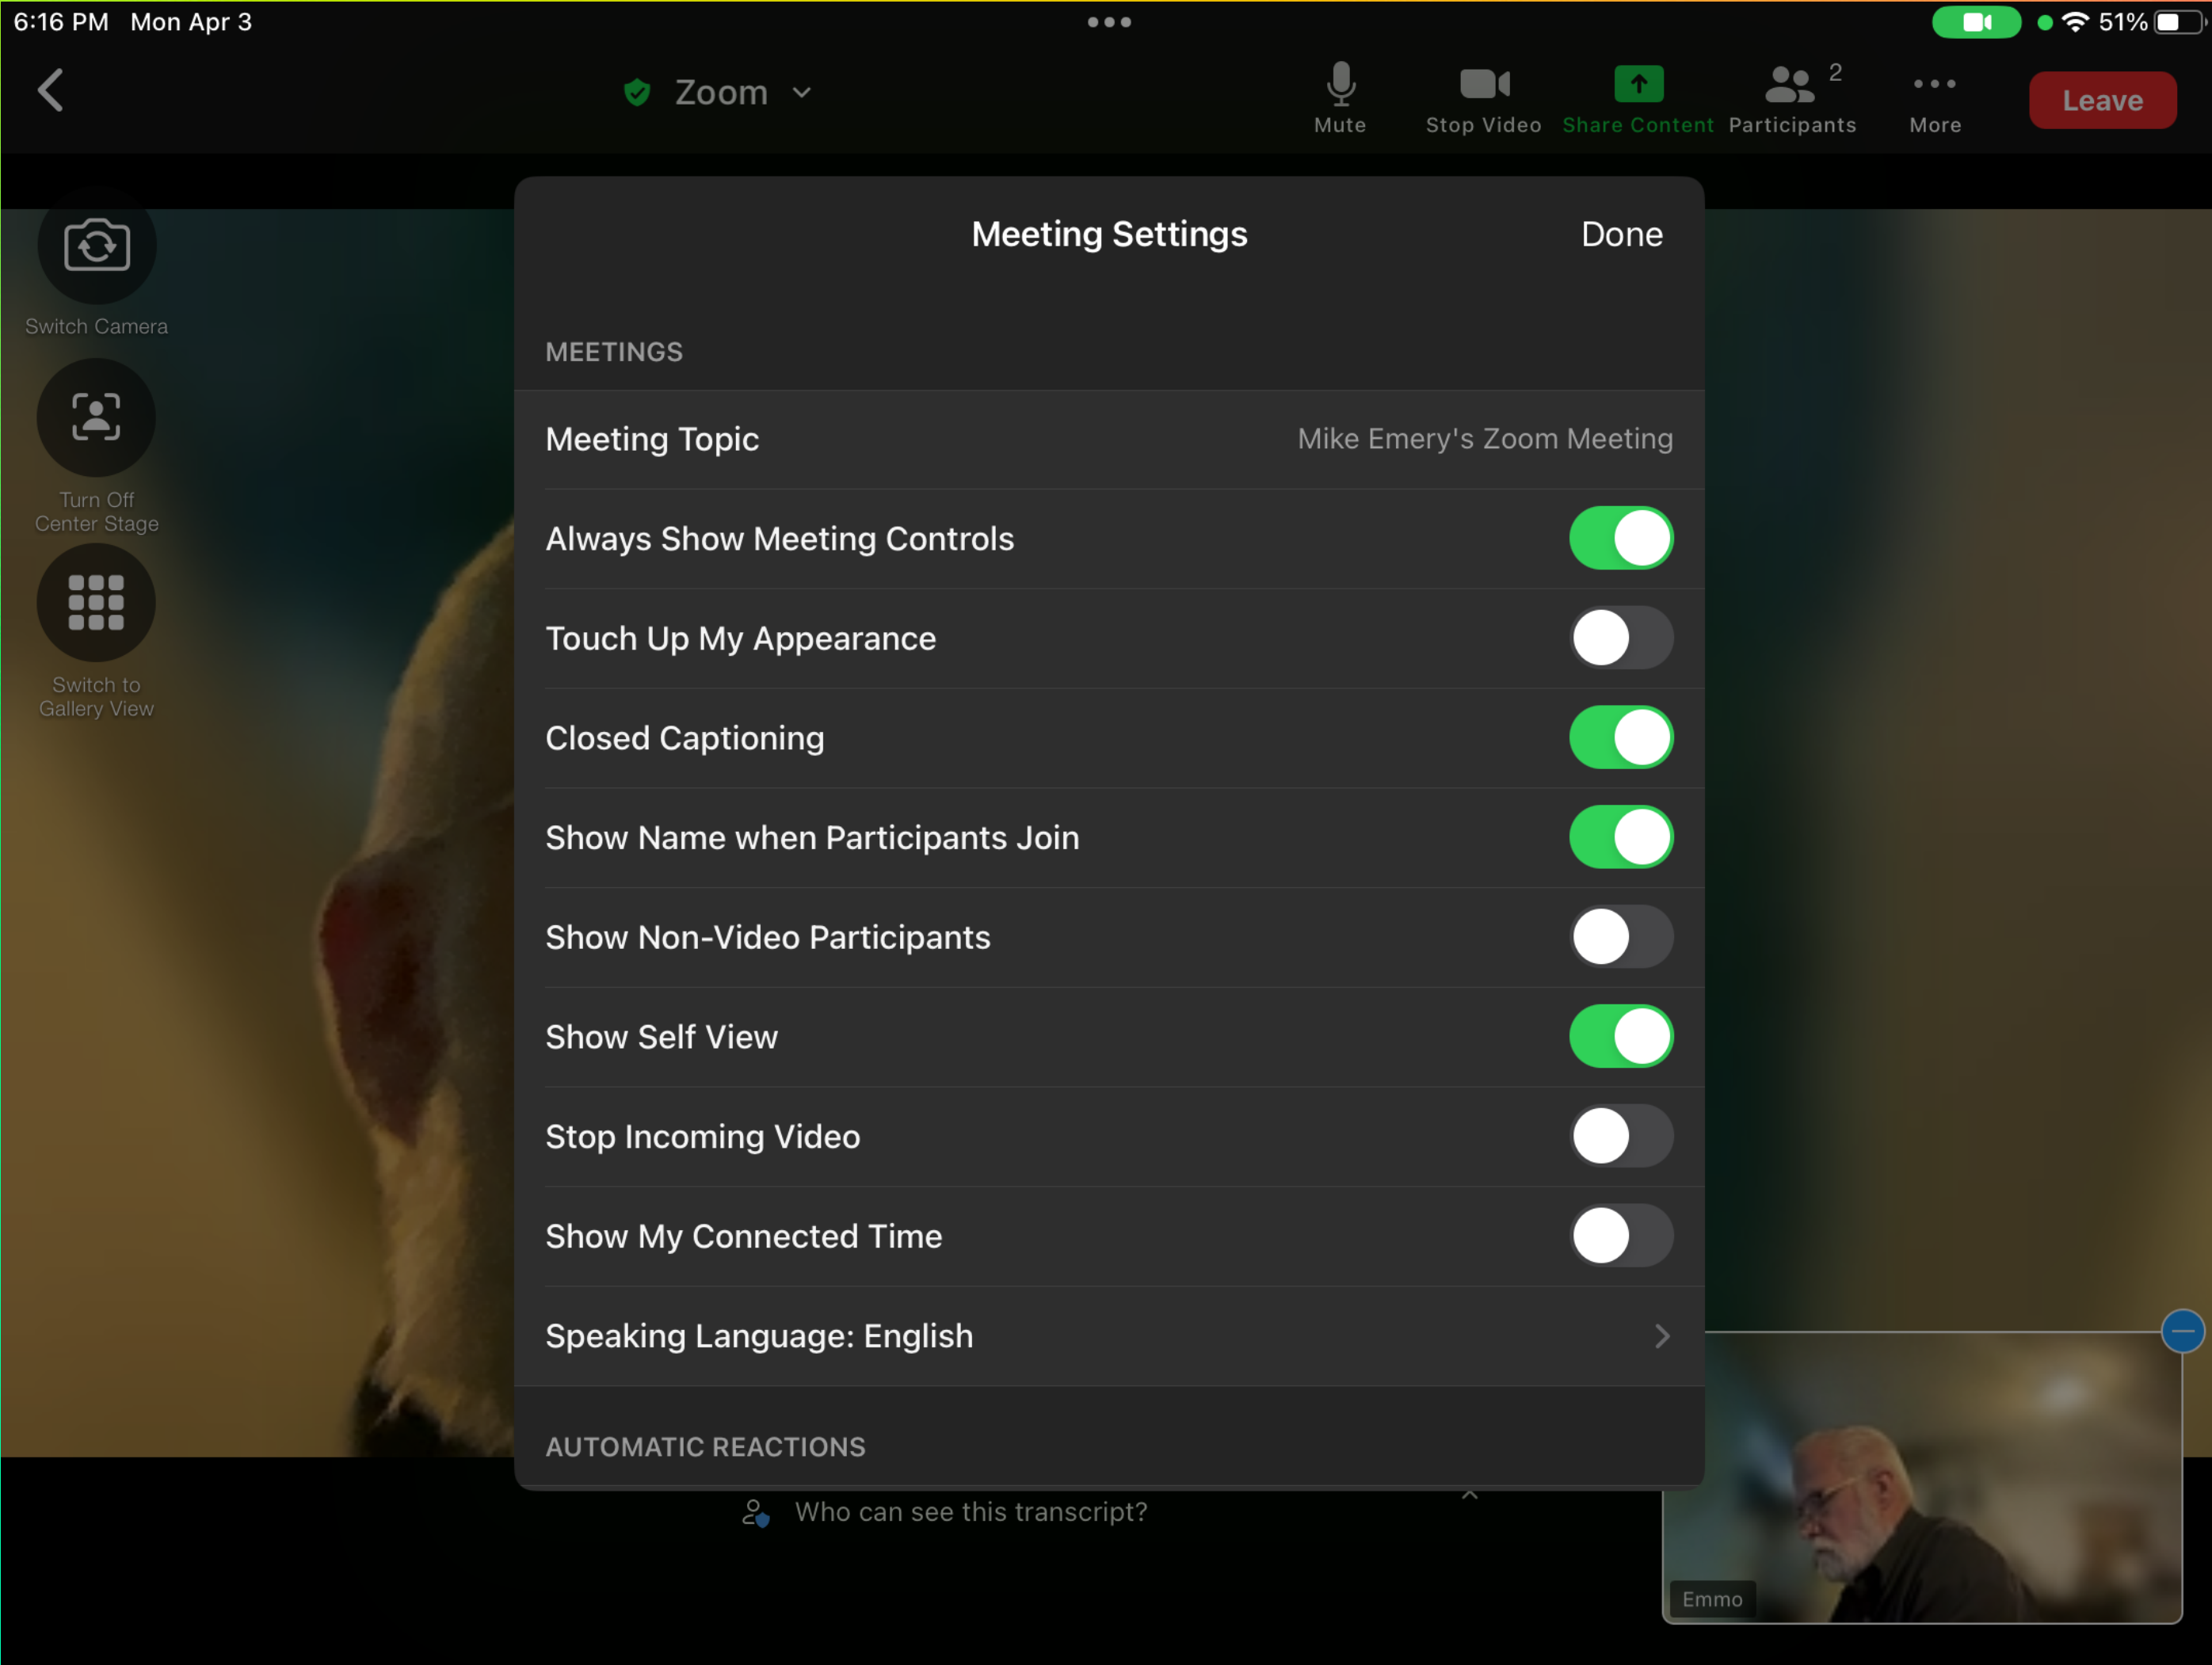 6:16 PM Mon Apr 3
51%
Zoom
Mute
Stop Video
Share Content
Participants
2
More
Leave
Switch Camera
Turn Off
Center Stage
Switch to
Gallery View
Meeting Settings
Done
MEETINGS
Meeting Topic
Mike Emery's Zoom Meeting
Always Show Meeting Controls
Touch Up My Appearance
Closed Captioning
Show Name when Participants Join
Show Non-Video Participants
Show Self View
Stop Incoming Video
Show My Connected Time
Speaking Language: English
AUTOMATIC REACTIONS
Who can see this transcript?
Emmo